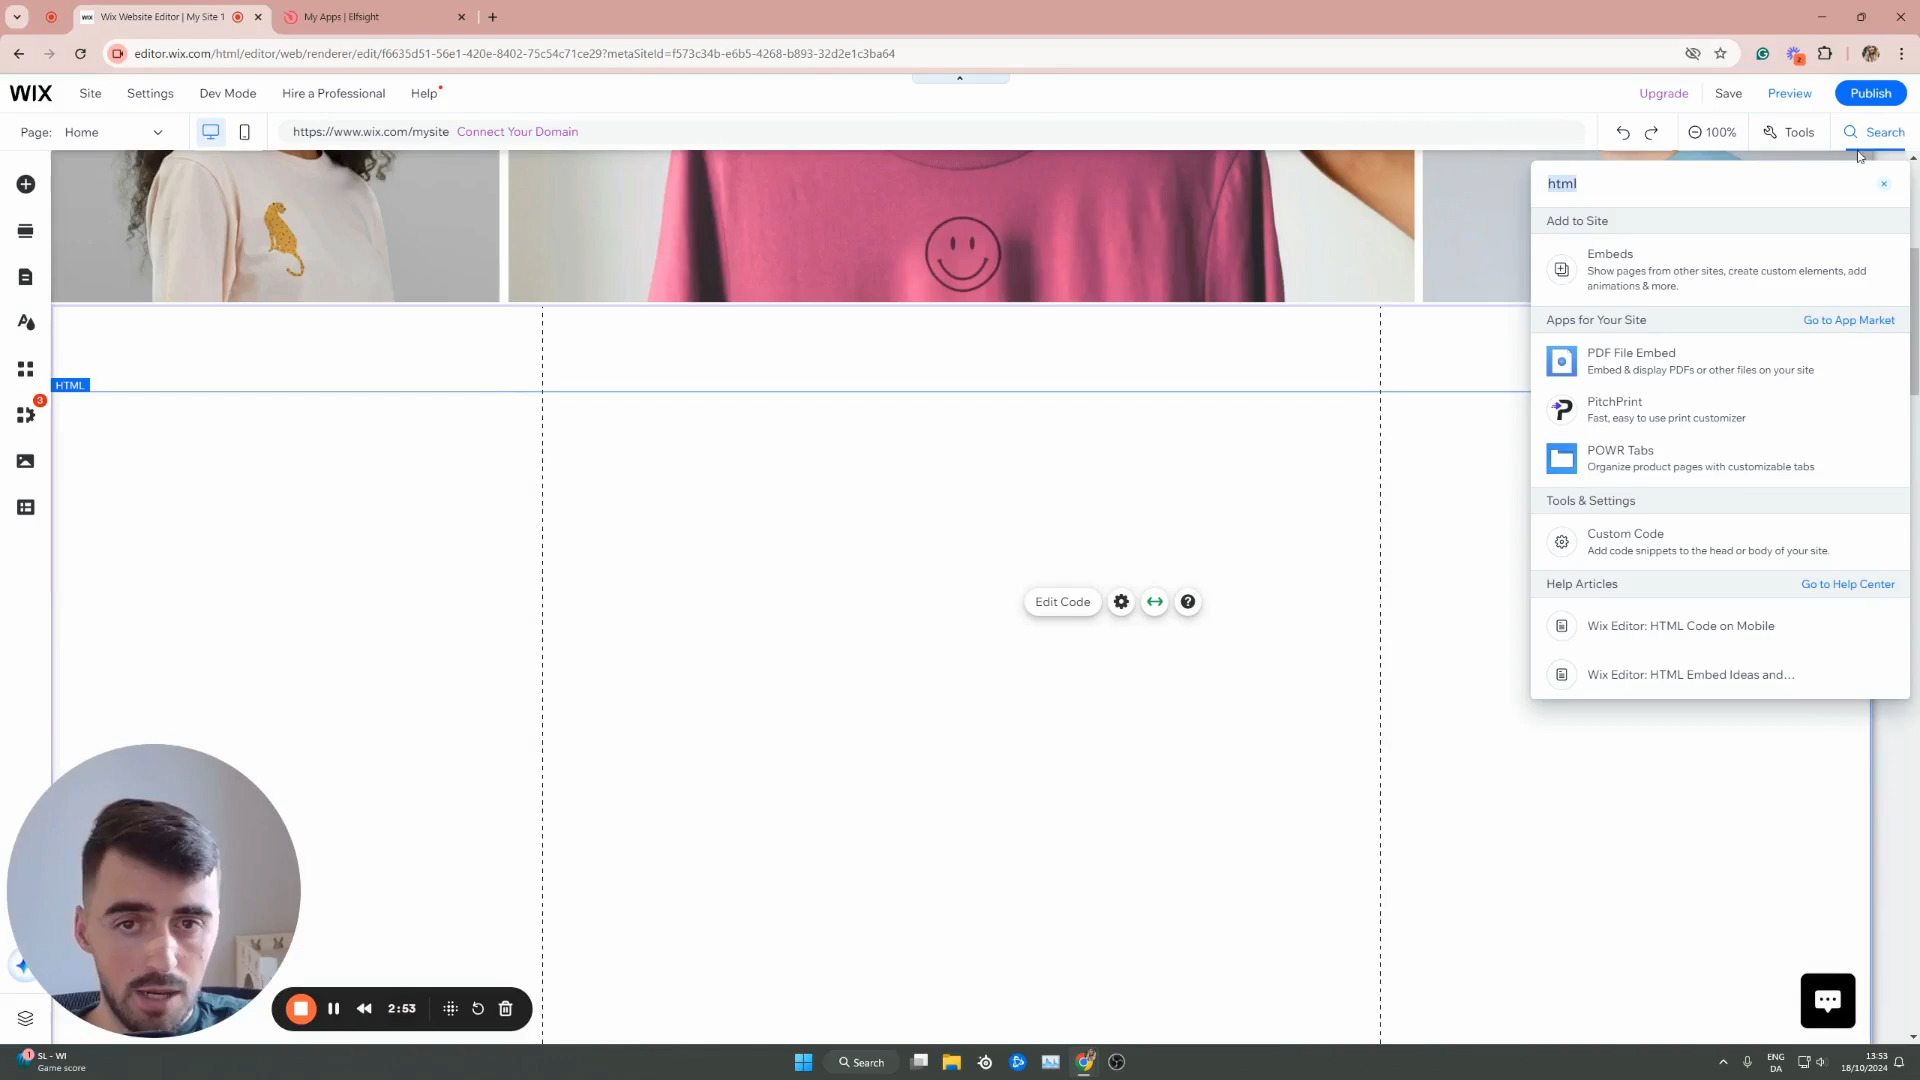 Wix Website Editor | My Site 1
My Apps | Elfsight
editor.wix.com/html/editor/web/renderer/edit/f6635d51-56e1-420e-8402-75c54c71ce29?metaSiteId=f573c34b-e6b5-4268-b893-32d2e1c3ba64
2
WIX
Site
Settings
Dev Mode
Hire a Professional
Help
Upgrade
Save
Preview
Publish
Page: Home
https://www.wix.com/mysite Connect Your Domain
100%
Tools
Search
html
Add to Site
Embeds
Show pages from other sites, create custom elements, add
animations & more.
Apps for Your Site
Go to App Market
PDF File Embed
Embed & display PDFs or other files on your site
PitchPrint
Fast, easy to use print customizer
POWR Tabs
Organize product pages with customizable tabs
Tools & Settings
Custom Code
Add code snippets to the head or body of your site.
Help Articles
Go to Help Center
Wix Editor: HTML Code on Mobile
Wix Editor: HTML Embed Ideas and...
HTML
3
Edit Code
2:53
1
SL - WI
Game score
Search
ENG
DA
13:53
18/10/2024